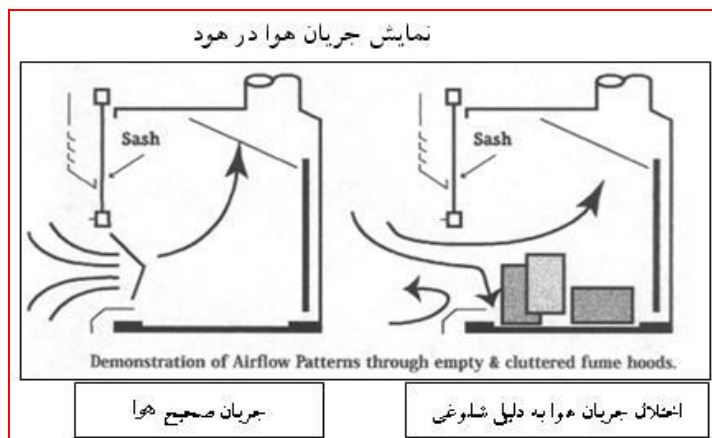 نمایش جریان هوا در هود
Sash
Sash
Demonstration of Airflow Patterns through empty & cluttered fume hoods.
جریان صحیح هوا
اختلال جریان هوا به دلیل شلوغی